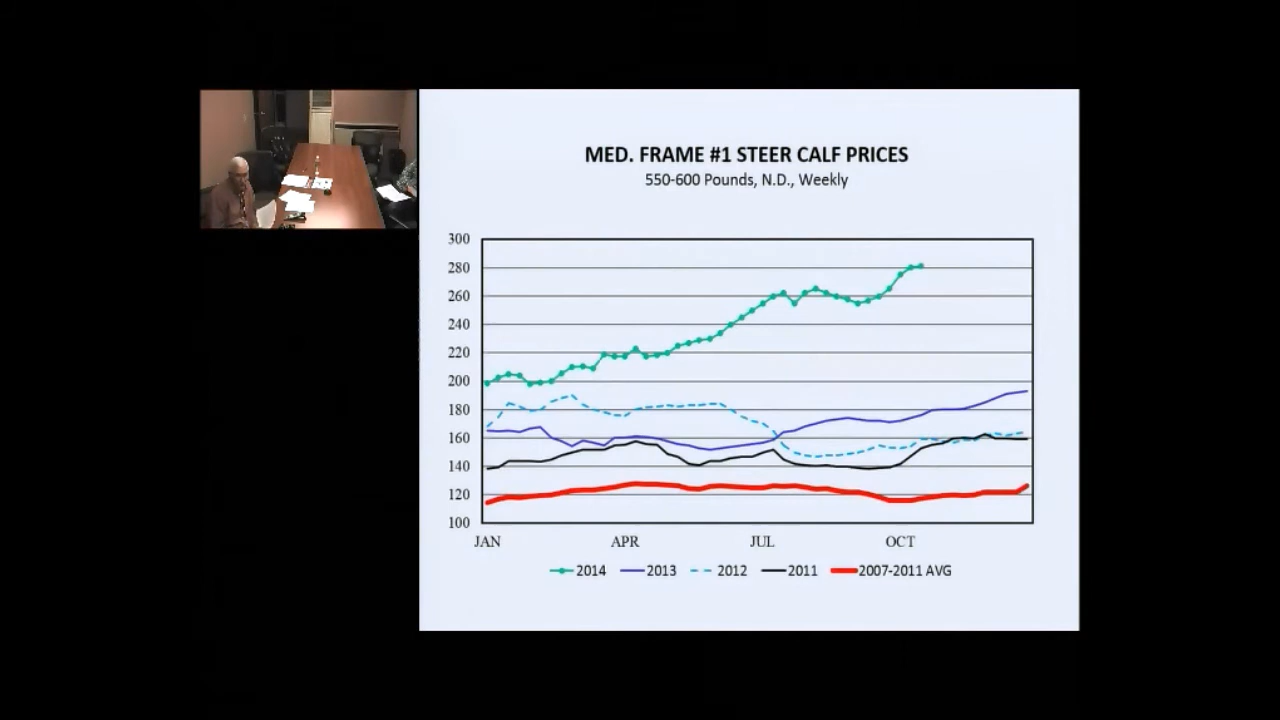 MED. FRAME #1 STEER CALF PRICES
550-600 Pounds, N.D., Weekly
300
280
260
240
220
200
180
160
140
120
100
JAN APR JUL OCT
2014 2013 2012 2011 2007-2011 AVG